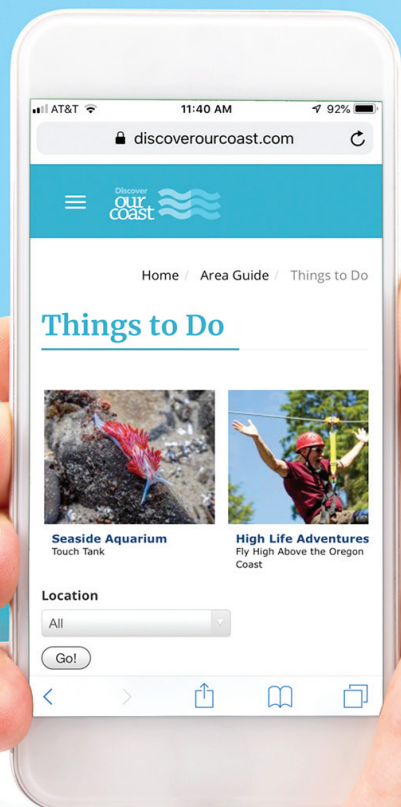 AT&T 11:40 AM 92%
discoverourcoast.com
Discover
our
coast
Home / Area Guide / Things to Do
Things to Do
Seaside Aquarium
Touch Tank
High Life Adventures
Fly High Above the Oregon
Coast
Location
All
Go!